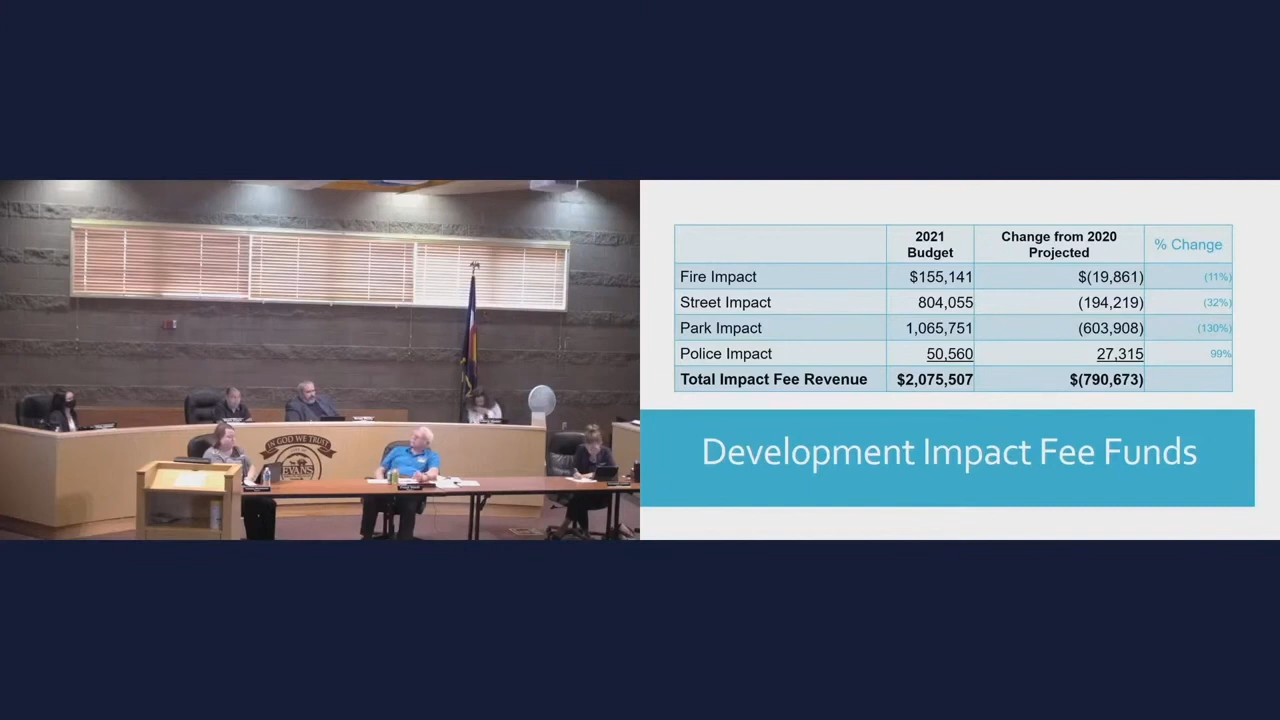 IN GOD WE TRUST
EVANS
2021 Budget Change from 2020 Projected % Change
Fire Impact $155,141 $(19,861) (11%)
Street Impact 804,055 (194,219) (32%)
Park Impact 1,065,751 (603,908) (130%)
Police Impact 50,560 27,315 99%
Total Impact Fee Revenue $2,075,507 $(790,673)
Development Impact Fee Funds